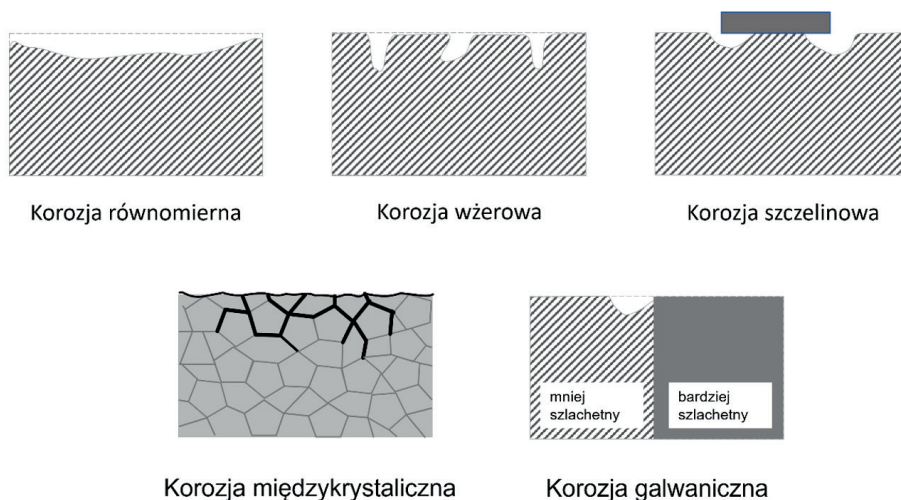 Korozja równomierna
Korozja wżerowa
Korozja szczelinowa
mniej
szlachetny
bardziej
szlachetny
Korozja międzykrystaliczna
Korozja galwaniczna